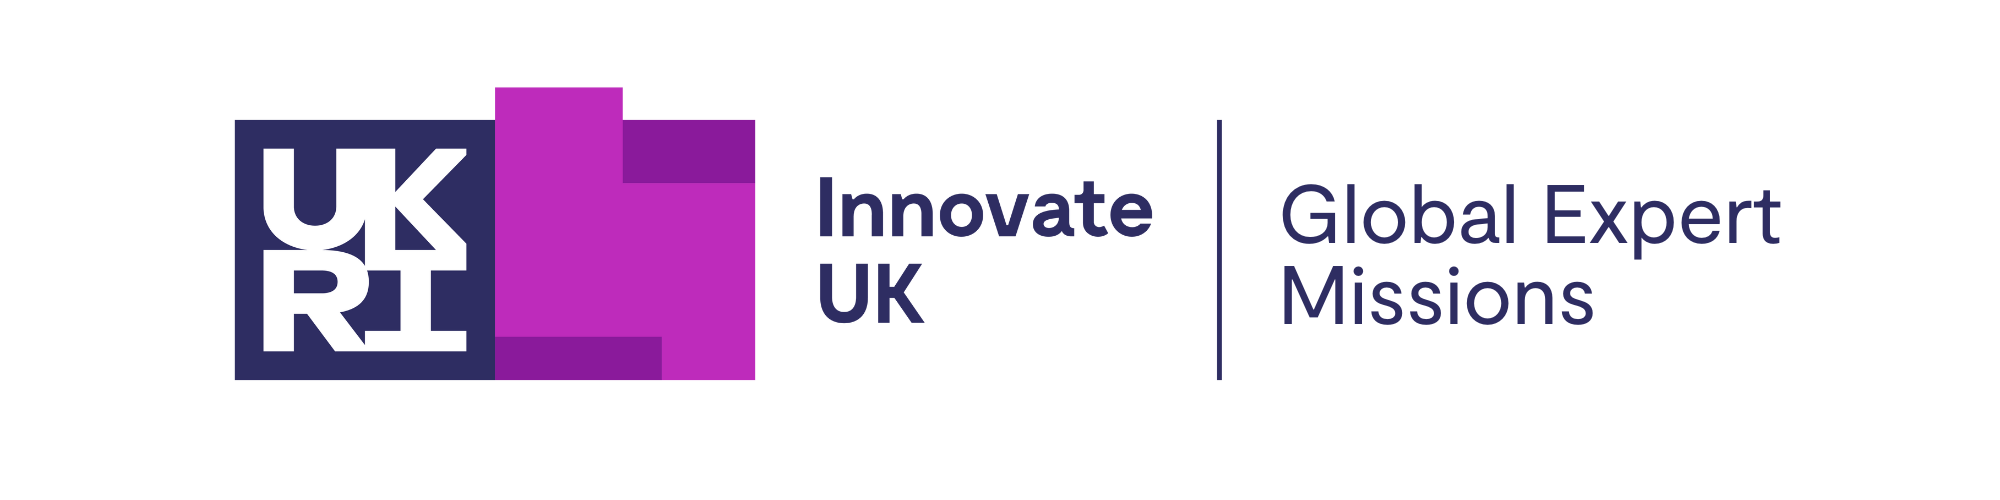 UK
RI
Innovate
UK
Global Expert
Missions